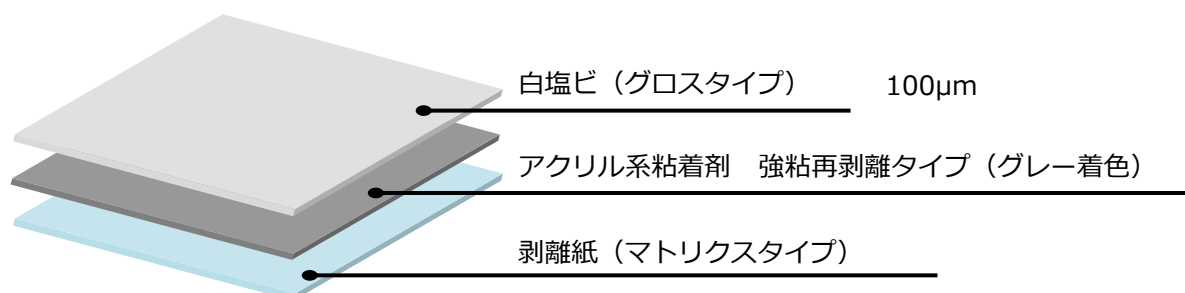 白塩ビ（グロスタイプ）　100μm
アクリル系粘着剤　強粘再剥離タイプ（グレー着色）
剥離紙（マトリクスタイプ）